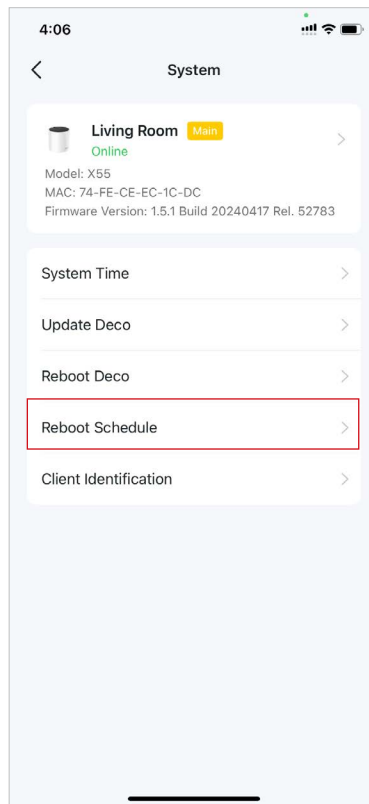 4:06
System
Living Room Main
Online
Model: X55
MAC: 74-FE-CE-EC-1C-DC
Firmware Version: 1.5.1 Build 20240417 Rel. 52783
System Time
Update Deco
Reboot Deco
Reboot Schedule
Client Identification